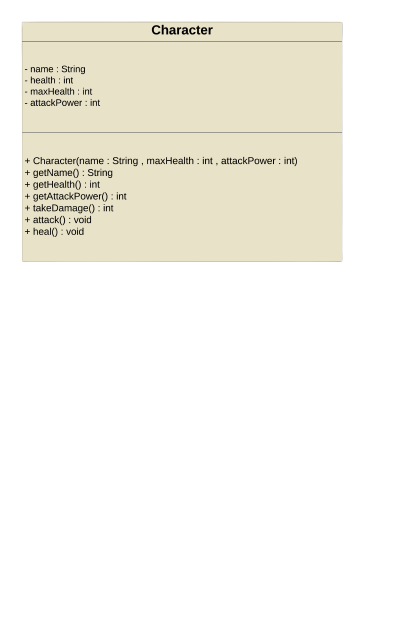 Character
- name : String
- health : int
- maxHealth : int
- attackPower : int
+ Character(name : String , maxHealth : int , attackPower : int)
+ getName() : String
+ getHealth() : int
+ getAttackPower() : int
+ takeDamage() : int
+ attack() : void
+ heal() : void